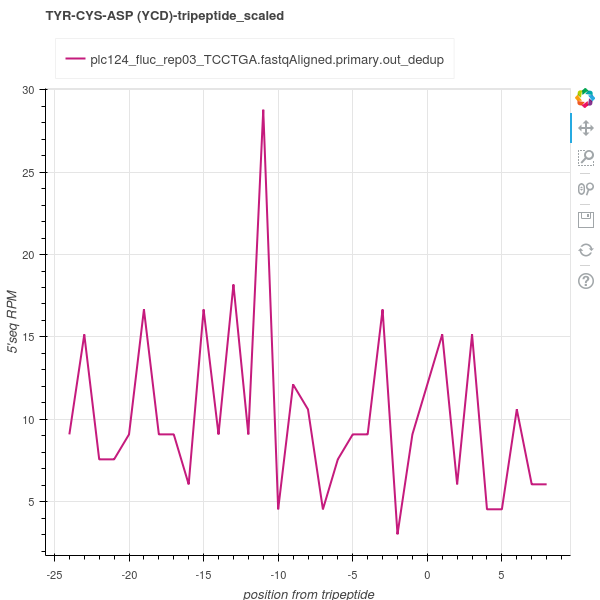 TYR-CYS-ASP (YCD)-tripeptide_scaled
plc124_fluc_rep03_TCCTGA.fastqAligned.primary.out_dedup
30
25
20
15
10
5
5'seq RPM
-25 -20 -15 -10 -5 0 5
position from tripeptide